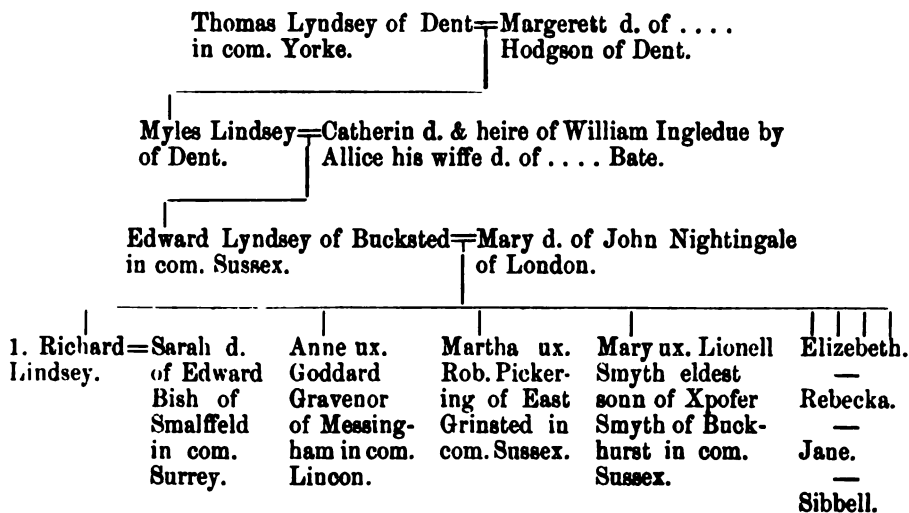 Thomas Lyndsey of Dent=Margerett d. of ....
in com. Yorke. Hodgson of Dent.
Myles Lindsey=Catherin d. & heire of William Ingledue by
of Dent. Allice his wiffe d. of .... Bate.
Edward Lyndsey of Bucksted=Mary d. of John Nightingale
in com. Sussex. of London.
1. Richard=Sarah d.
Lindsey. of Edward
Bish of
Smalffeld
in com.
Surrey.
Anne ux.
Goddard
Gravenor
of Messing-
ham in com.
Lincon.
Martha ux.
Rob. Picker-
ing of East
Grinsted in
com. Sussex.
Mary ux. Lionell
Smyth eldest
sonn of Xpofer
Smyth of Buck-
hurst in com.
Sussex.
Elizebeth.
—
Rebecka.
—
Jane.
—
Sibbell.